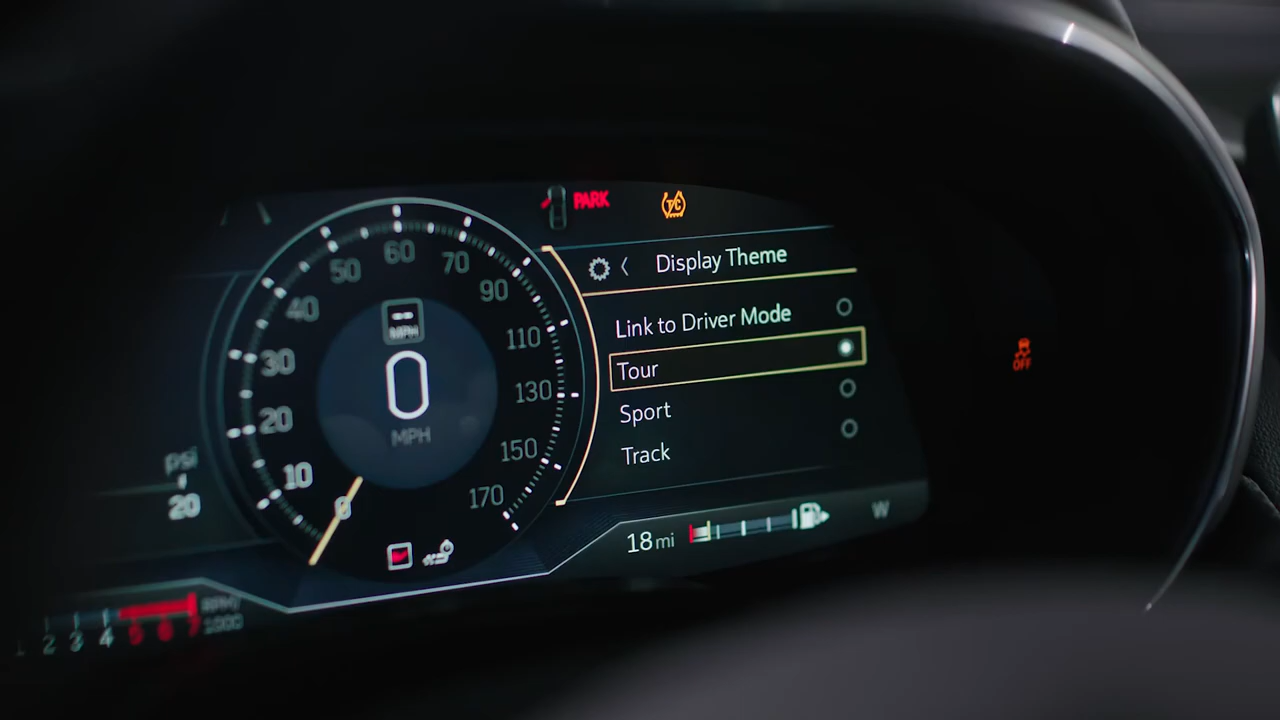 PARK
TC
Display Theme
Link to Driver Mode
Tour
Sport
Track
OFF
60
50
70
40
90
30
110
20
130
10
150
0
170
--
MPH
0
MPH
psi
20
18 mi
W
1 2 3 4 5 6 7
RPM
1000